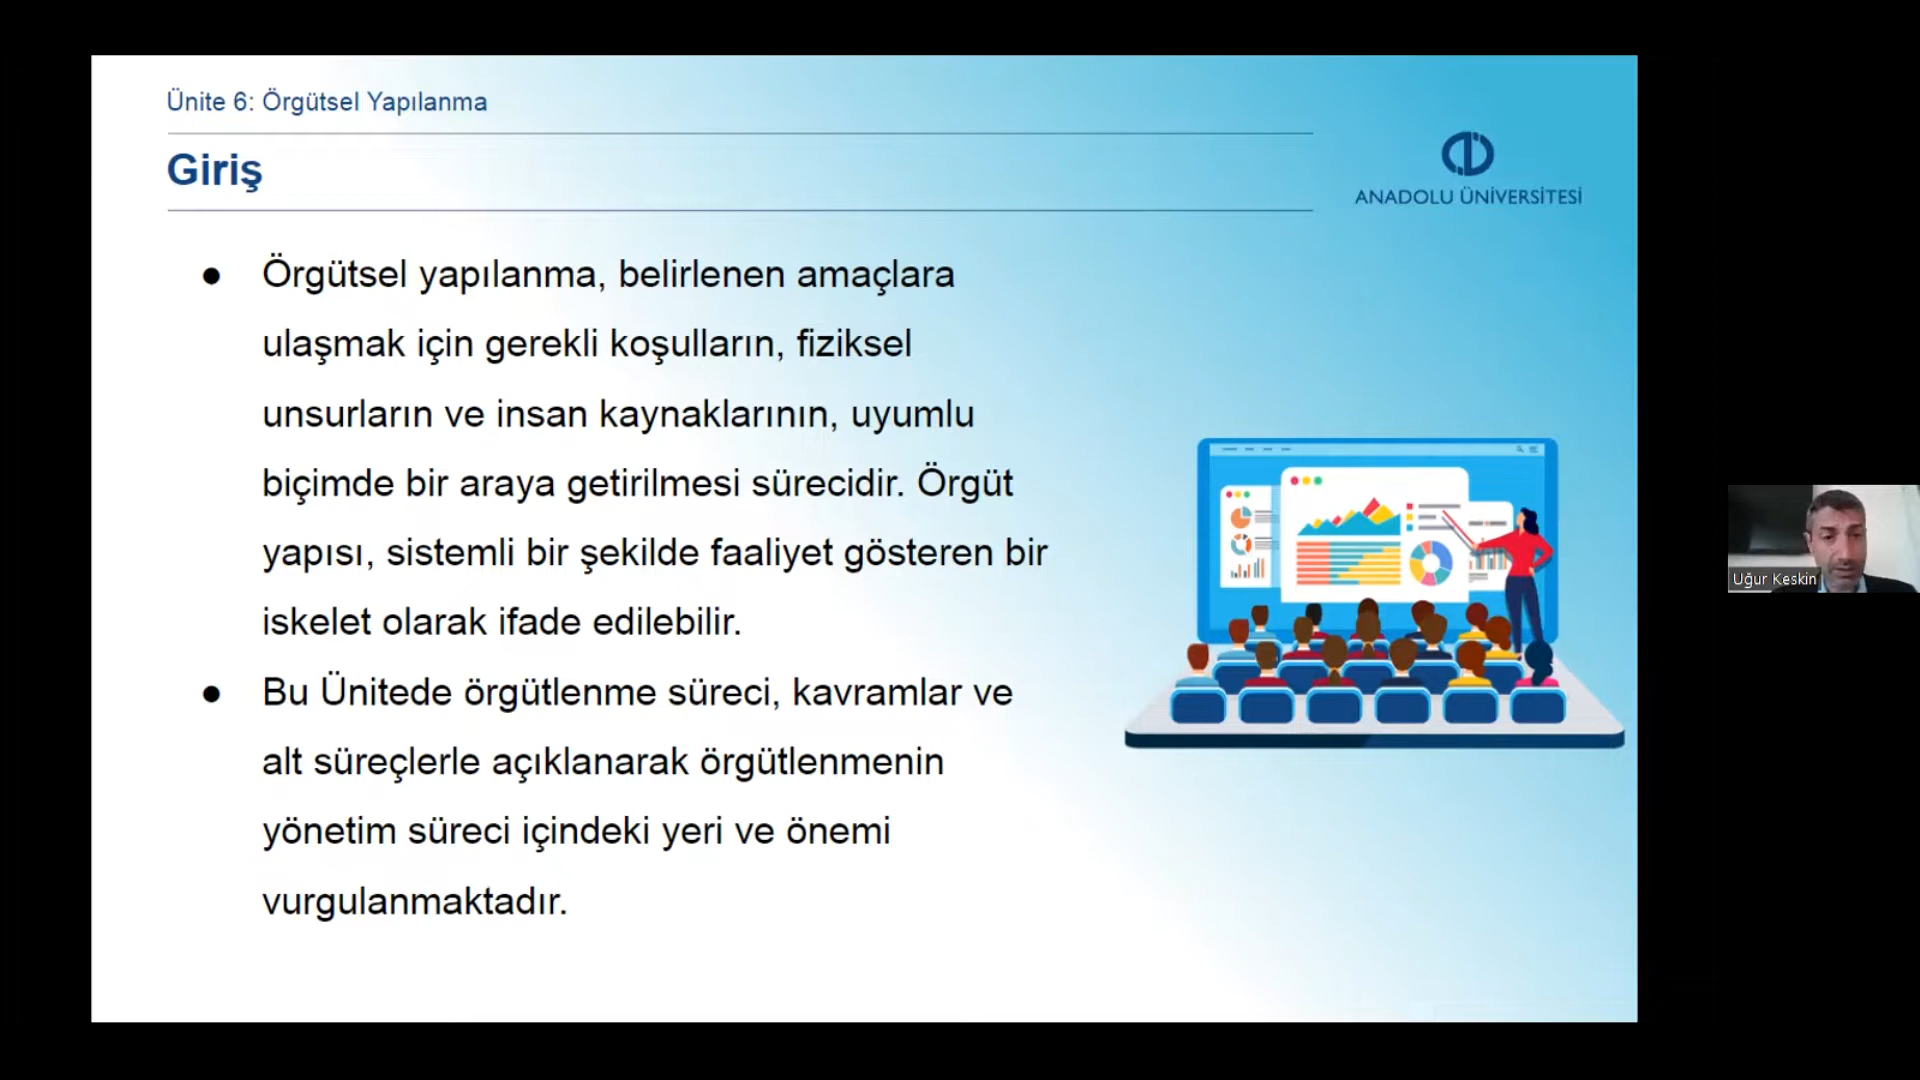 Ünite 6: Örgütsel Yapılanma
Giriş
ANADOLU ÜNİVERSİTESİ
● Örgütsel yapılanma, belirlenen amaçlara
ulaşmak için gerekli koşulların, fiziksel
unsurların ve insan kaynaklarının, uyumlu
biçimde bir araya getirilmesi sürecidir. Örgüt
yapısı, sistemli bir şekilde faaliyet gösteren bir
iskelet olarak ifade edilebilir.
● Bu Ünitede örgütlenme süreci, kavramlar ve
alt süreçlerle açıklanarak örgütlenmenin
yönetim süreci içindeki yeri ve önemi
vurgulanmaktadır.
Uğur Keskin